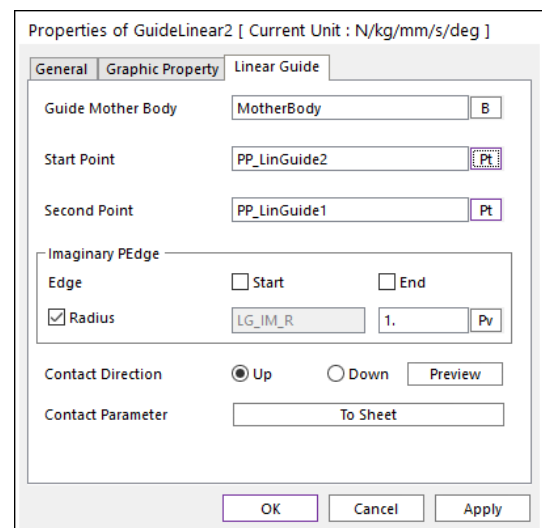 Properties of GuideLinear2 [ Current Unit : N/kg/mm/s/deg ]
General Graphic Property Linear Guide
Guide Mother Body MotherBody B
Start Point PP_LinGuide2 Pt
Second Point PP_LinGuide1 Pt
Imaginary PEdge
Edge Start End
Radius LG_IM_R 1. Pv
Contact Direction Up Down Preview
Contact Parameter To Sheet
OK Cancel Apply